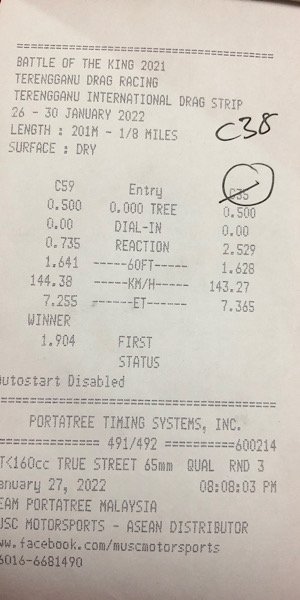 ====================================
BATTLE OF THE KING 2021
TERENGGANU DRAG RACING
TERENGGANU INTERNATIONAL DRAG STRIP
26 - 30 JANUARY 2022
C38
LENGTH : 201M - 1/8 MILES
SURFACE : DRY
C59 Entry C35
0.500 0.000 TREE 0.500
0.00 DIAL-IN 0.00
0.735 REACTION 2.529
1.641 -----60FT----- 1.628
144.38 -----KM/H----- 143.27
7.255 ------ET------ 7.365
WINNER
1.904 FIRST
STATUS
Autostart Disabled
====================================
PORTATREE TIMING SYSTEMS, INC.
============ 491/492 ==========600214
T<160cc TRUE STREET 65mm QUAL RND 3
anuary 27, 2022 08:08:03 PM
EAM PORTATREE MALAYSIA
USC MOTORSPORTS - ASEAN DISTRIBUTOR
ww.facebook.com/muscmotorsports
6016-6681490